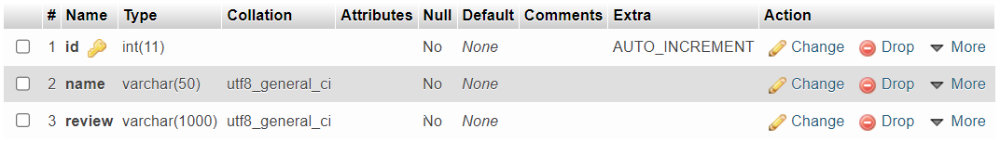 # Name Type Collation Attributes Null Default Comments Extra Action
1 id int(11) No None AUTO_INCREMENT Change Drop More
2 name varchar(50) utf8_general_ci No None Change Drop More
3 review varchar(1000) utf8_general_ci No None Change Drop More